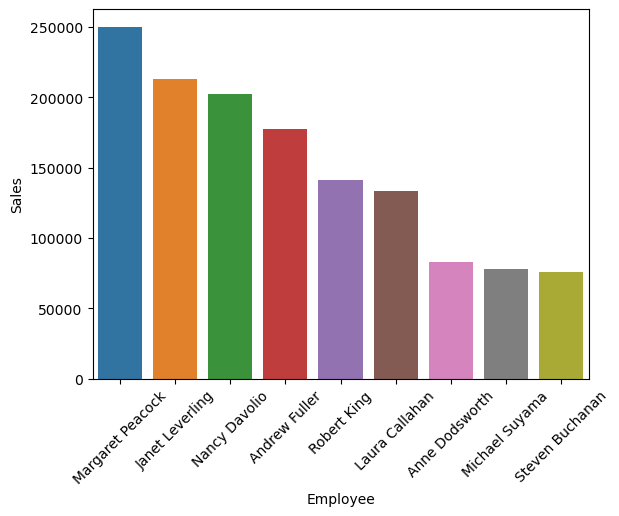 250000
200000
150000
100000
50000
0
Sales
Margaret Peacock
Janet Leverling
Nancy Davolio
Andrew Fuller
Robert King
Laura Callahan
Anne Dodsworth
Michael Suyama
Steven Buchanan
Employee